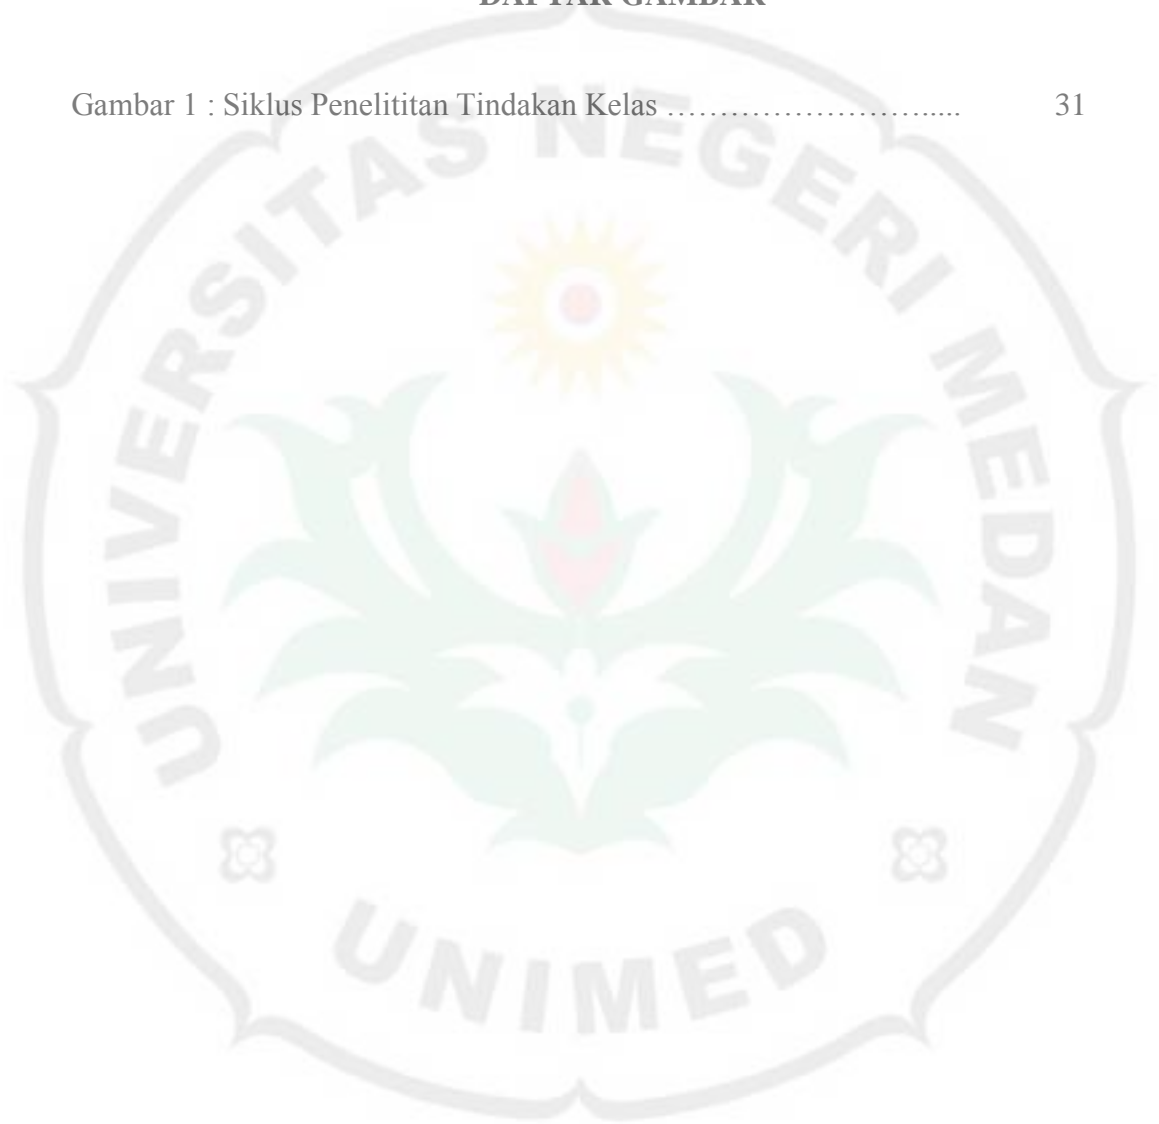 DAFTAR GAMBAR
Gambar 1 : Siklus Penelititan Tindakan Kelas ……………………..... 31
UNIVERSITAS NEGERI MEDAN
UNIMED